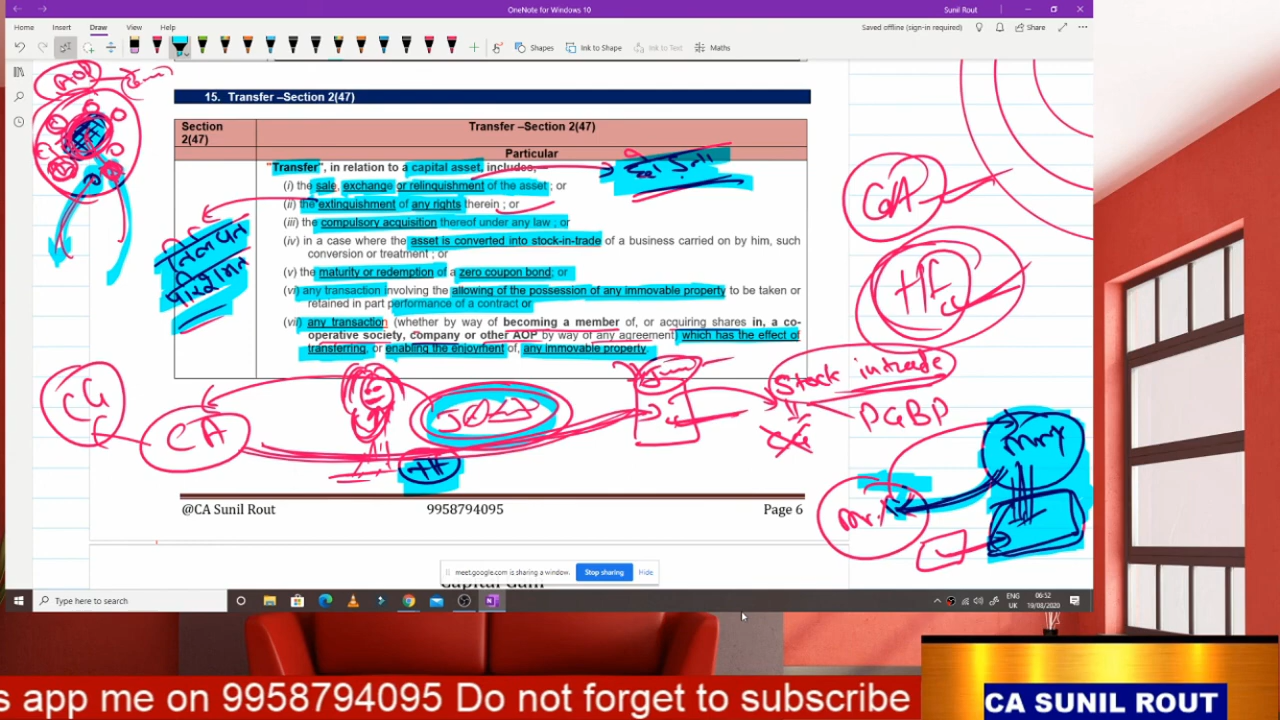 OneNote for Windows 10
Sunil Rout
Home Insert Draw View Help
Saved offline (sign-in required)
Share
Shapes
Ink to Shape
Ink to Text
Maths
15. Transfer –Section 2(47)
Section 2(47)
Transfer –Section 2(47)
Particular
"Transfer", in relation to a capital asset, includes,—
(i) the sale, exchange or relinquishment of the asset ; or
(ii) the extinguishment of any rights therein ; or
(iii) the compulsory acquisition thereof under any law ; or
(iv) in a case where the asset is converted into stock-in-trade of a business carried on by him, such
conversion or treatment ; or
(v) the maturity or redemption of a zero coupon bond; or
(vi) any transaction involving the allowing of the possession of any immovable property to be taken or
retained in part performance of a contract or
(vii) any transaction (whether by way of becoming a member of, or acquiring shares in, a co-
operative society, company or other AOP by way of any agreement) which has the effect of
transferring, or enabling the enjoyment of, any immovable property.
AOP
HF
CG
CA
Stock intrade
PGBP
@CA Sunil Rout
9958794095
Page 6
meet.google.com is sharing a window.
Stop sharing
Hide
Capital Gain
Type here to search
ENG
UK
06:52
19/08/2020
s app me on 9958794095 Do not forget to subscribe
CA SUNIL ROUT